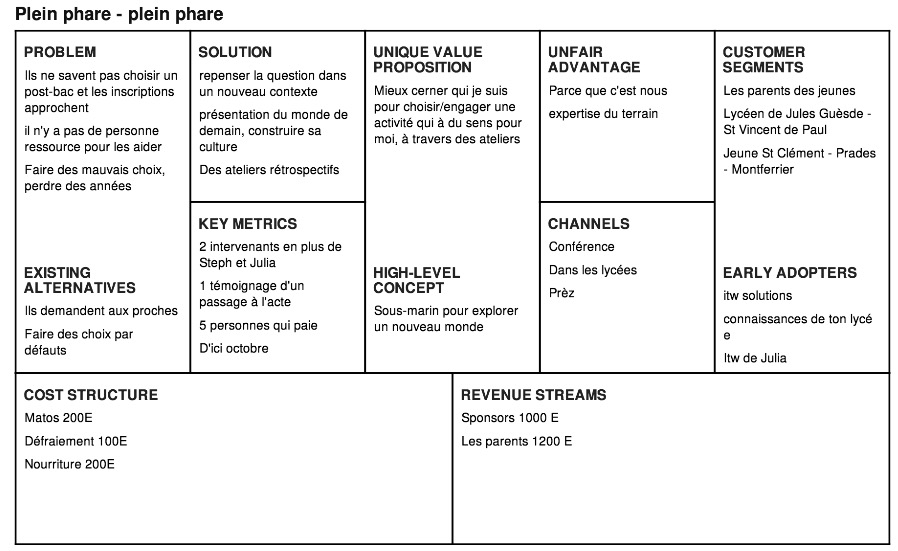 Plein phare - plein phare
PROBLEM
Ils ne savent pas choisir un
post-bac et les inscriptions
approchent
il n'y a pas de personne
ressource pour les aider
Faire des mauvais choix,
perdre des années
EXISTING
ALTERNATIVES
Ils demandent aux proches
Faire des choix par
défauts
SOLUTION
repenser la question dans
un nouveau contexte
présentation du monde de
demain, construire sa
culture
Des ateliers rétrospectifs
KEY METRICS
2 intervenants en plus de
Steph et Julia
1 témoignage d'un
passage à l'acte
5 personnes qui paie
D'ici octobre
UNIQUE VALUE
PROPOSITION
Mieux cerner qui je suis
pour choisir/engager une
activité qui à du sens pour
moi, à travers des ateliers
HIGH-LEVEL
CONCEPT
Sous-marin pour explorer
un nouveau monde
UNFAIR
ADVANTAGE
Parce que c'est nous
expertise du terrain
CHANNELS
Conférence
Dans les lycées
Prèz
CUSTOMER
SEGMENTS
Les parents des jeunes
Lycéen de Jules Guèsde -
St Vincent de Paul
Jeune St Clément - Prades
- Montferrier
EARLY ADOPTERS
itw solutions
connaissances de ton lycé
e
Itw de Julia
COST STRUCTURE
Matos 200E
Défraiement 100E
Nourriture 200E
REVENUE STREAMS
Sponsors 1000 E
Les parents 1200 E